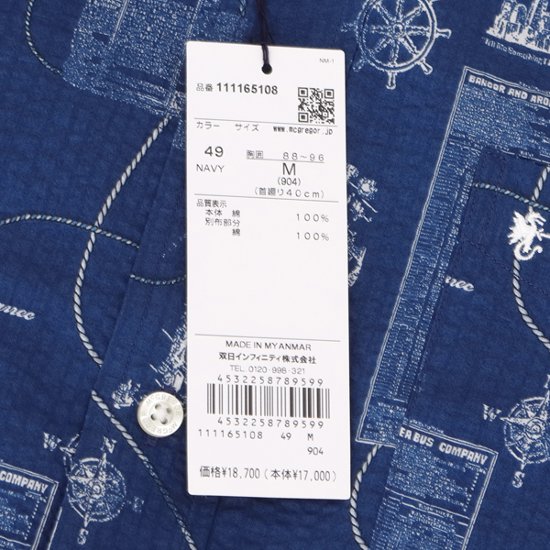 NM-1
品番 111165108
www.mcgregor.jp
カラー サイズ
49 胸囲 88~96
NAVY M
(904)
(首廻り40cm)
品質表示
本体 綿 100%
別布部分
綿 100%
MADE IN MYANMAR
双日インフィニティ株式会社
TEL.0120-998-321
4532258789599
4532258789599
111165108 49 M
904
価格¥18,700(本体¥17,000)
BANGOR AND
W E
COMPANY
ER BUS COMPANY
W
S